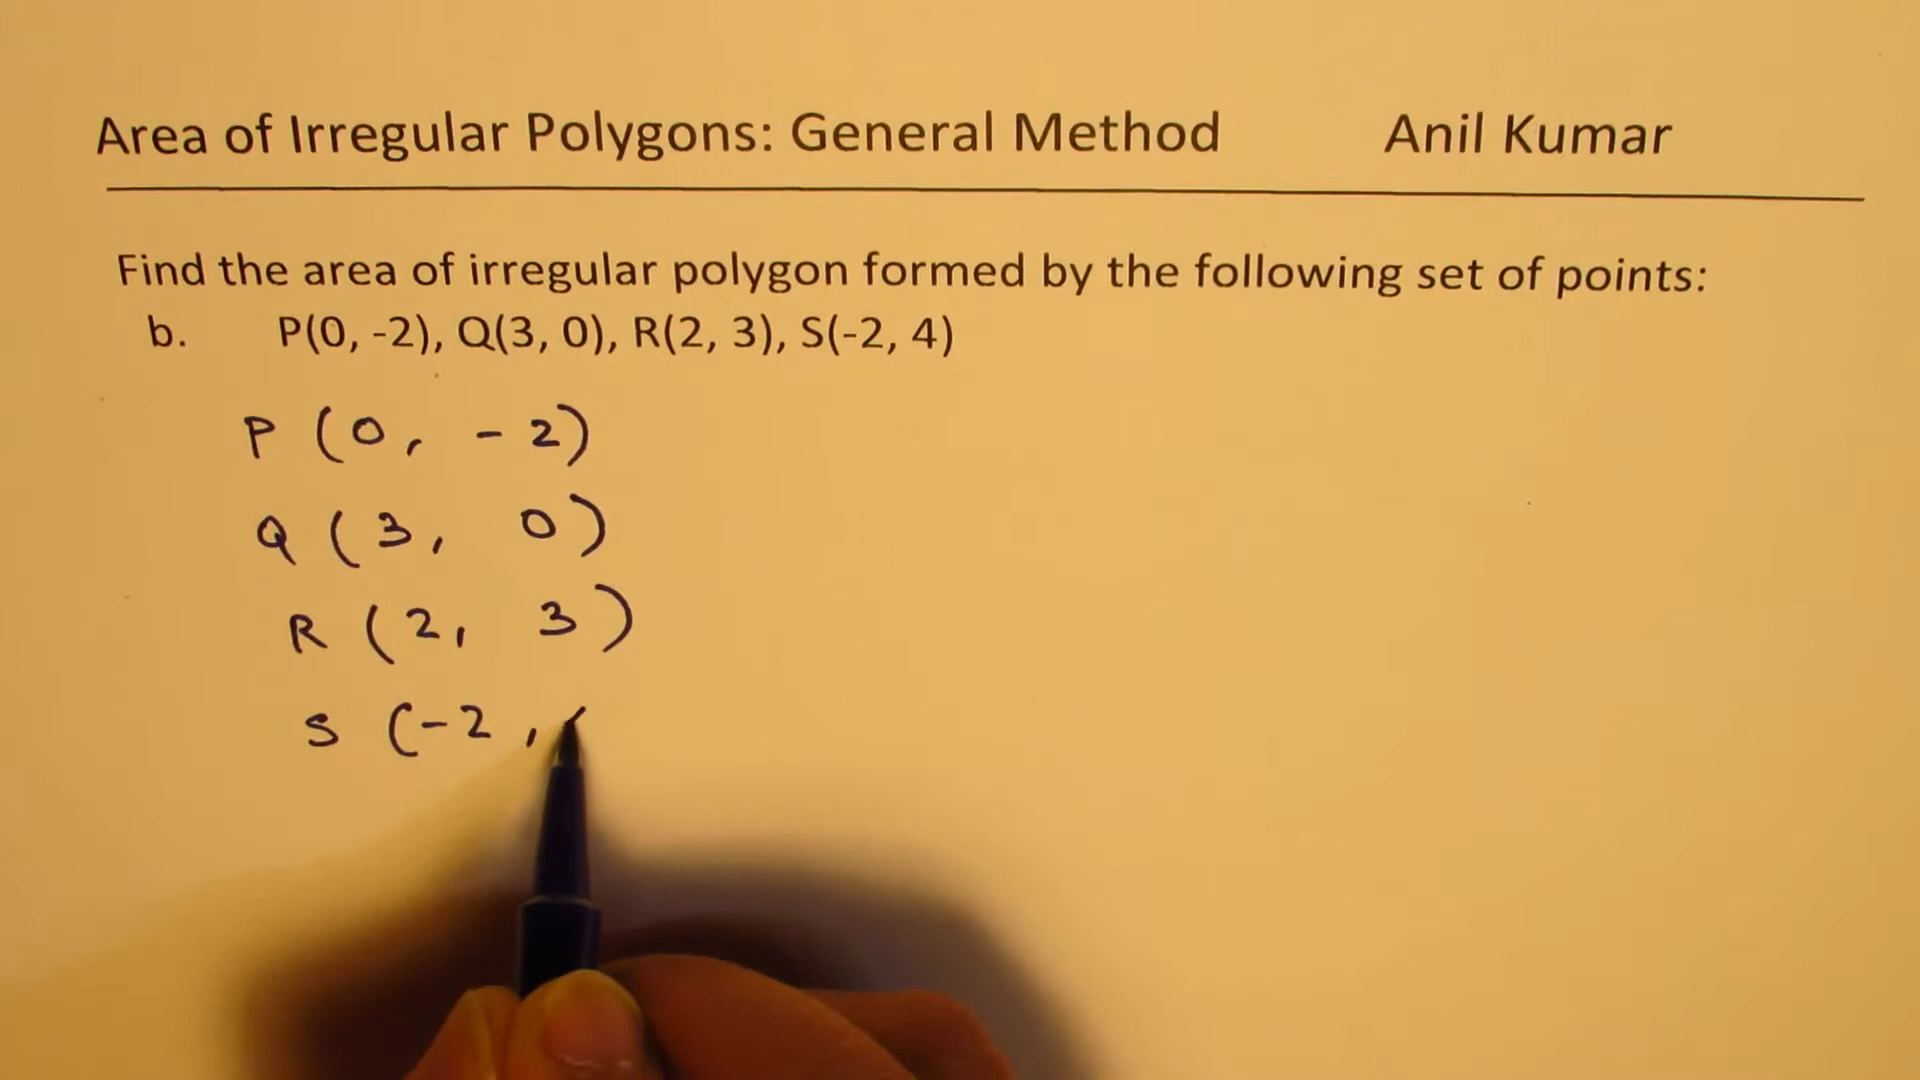 Area of Irregular Polygons: General Method Anil Kumar
Find the area of irregular polygon formed by the following set of points:
b. P(0, -2), Q(3, 0), R(2, 3), S(-2, 4)
P (0, -2)
Q (3, 0)
R (2, 3)
S (-2,